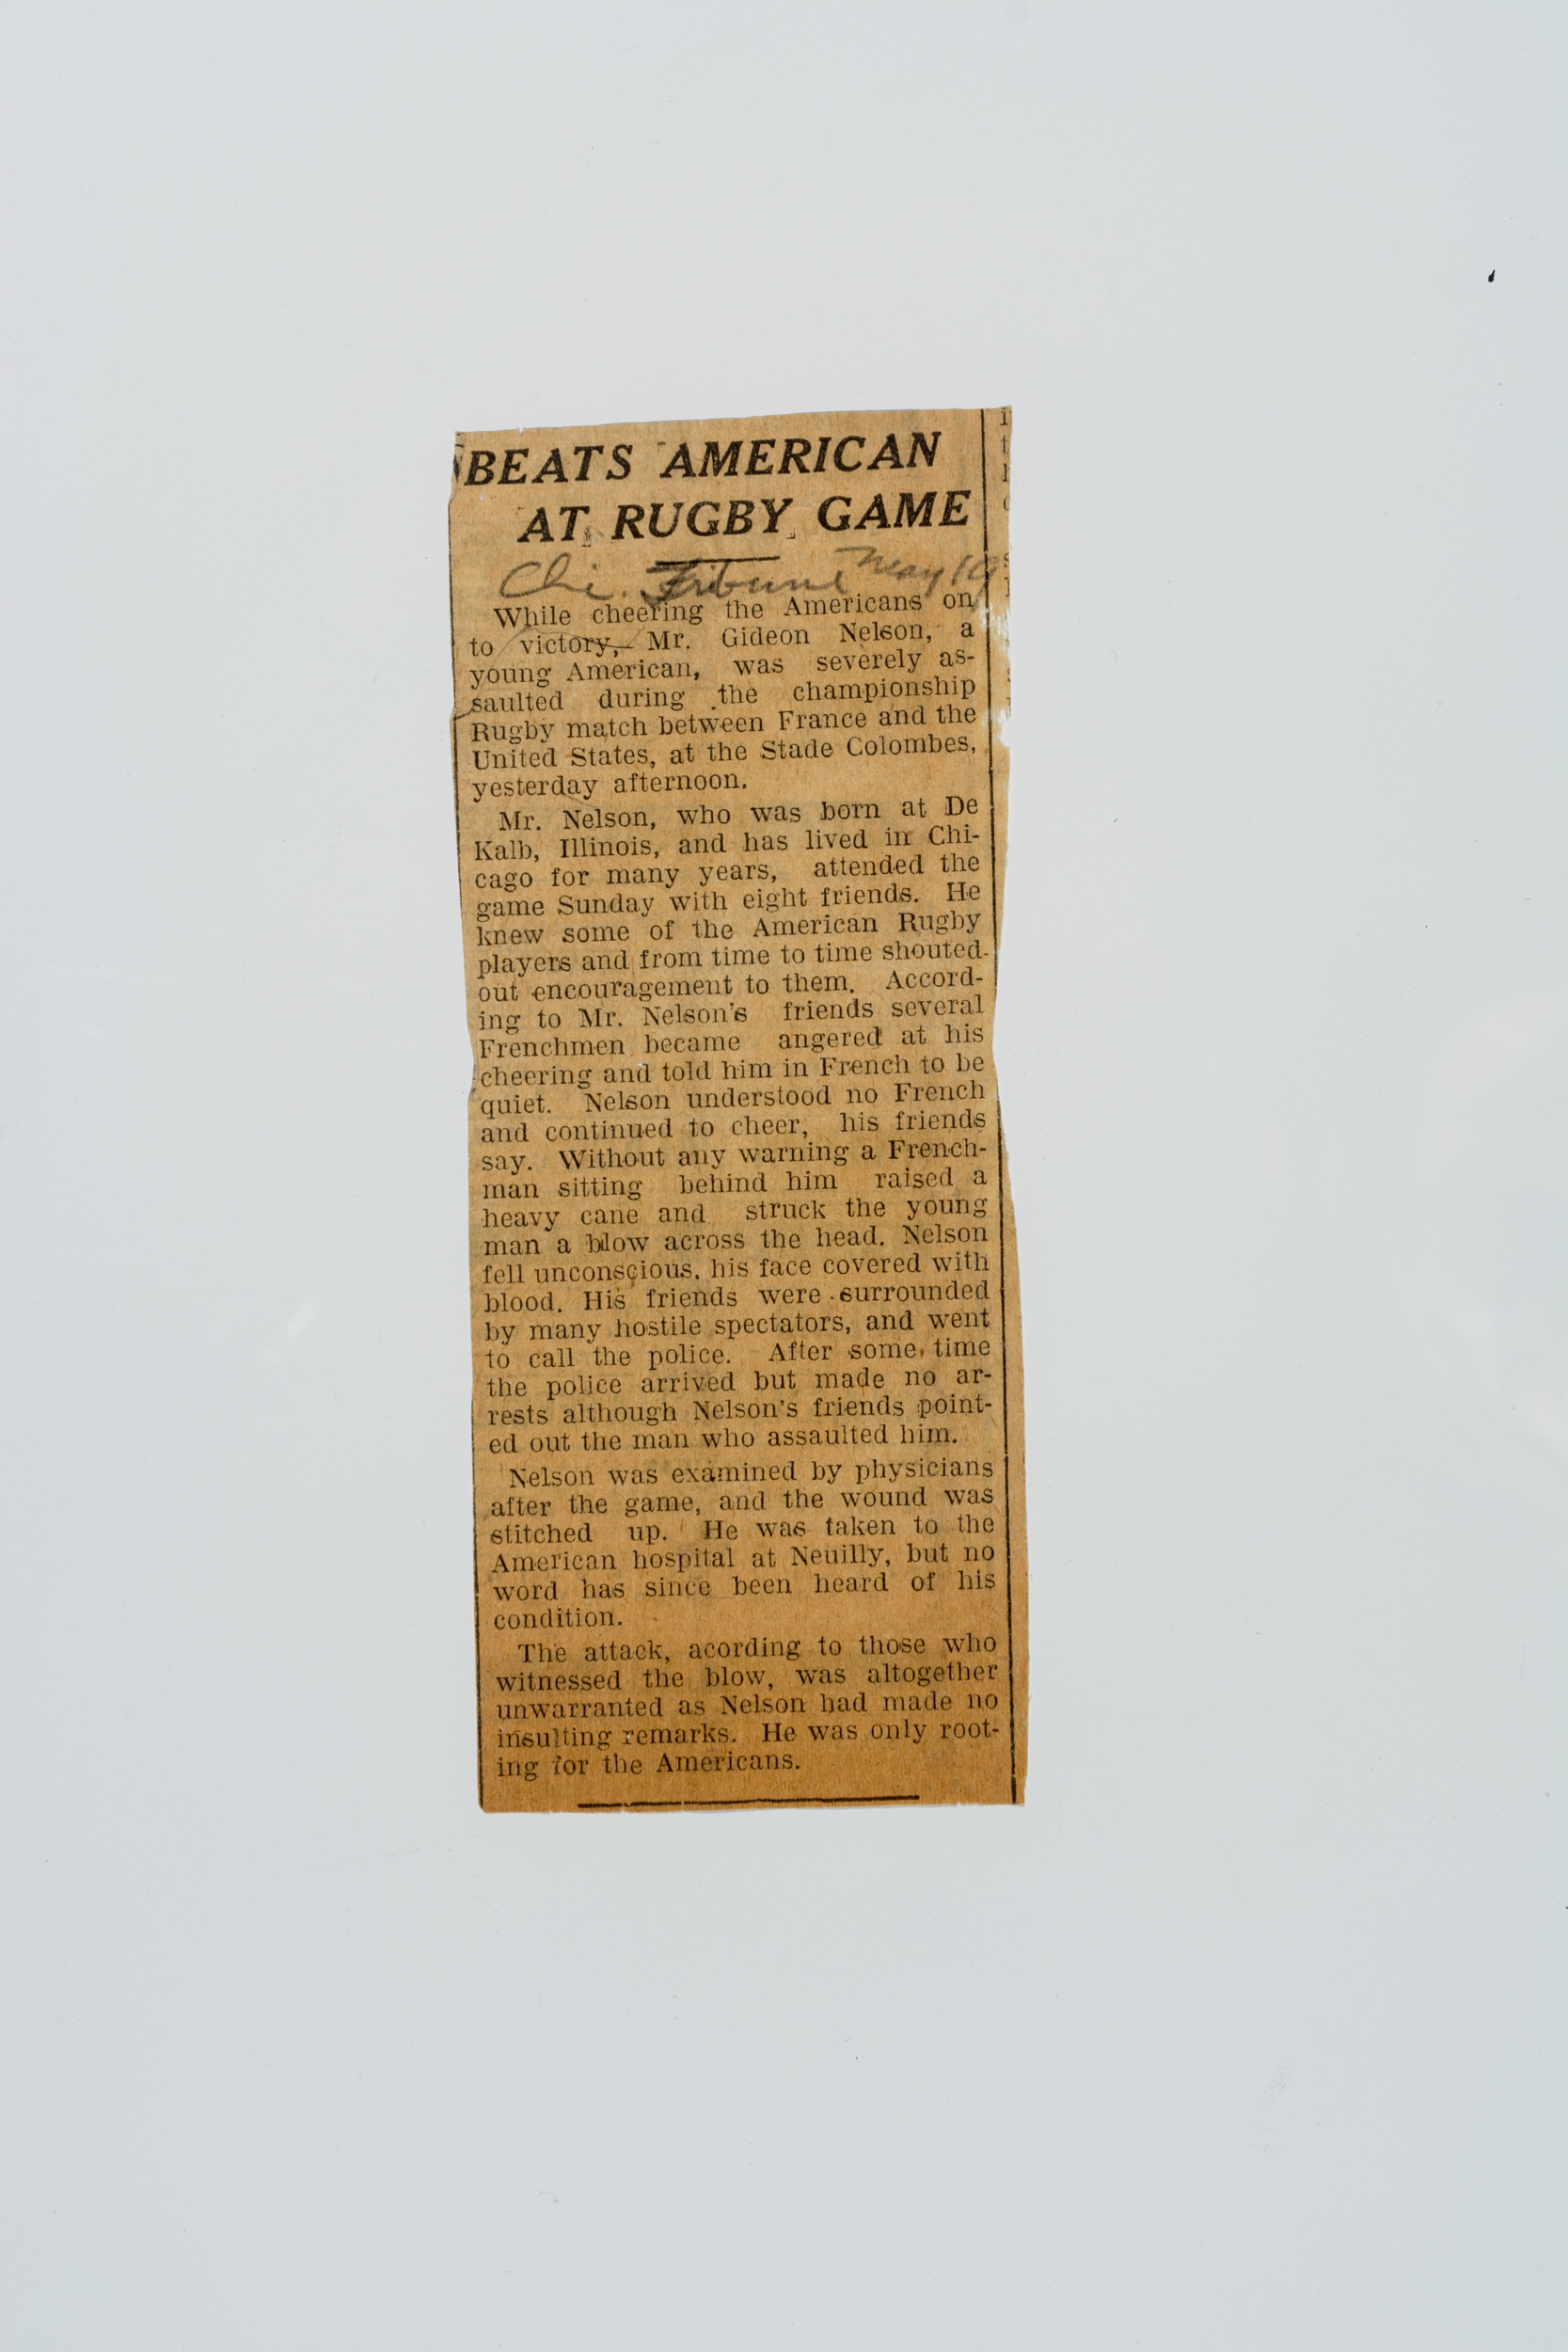 BEATS AMERICAN
AT RUGBY GAME
Chi. Tribune May 19
While cheering the Americans on
to victory, Mr. Gideon Nelson, a
young American, was severely as-
saulted during the championship
Rugby match between France and the
United States, at the Stade Colombes,
yesterday afternoon.
Mr. Nelson, who was born at De
Kalb, Illinois, and has lived in Chi-
cago for many years, attended the
game Sunday with eight friends. He
knew some of the American Rugby
players and from time to time shouted
out encouragement to them. Accord-
ing to Mr. Nelson's friends several
Frenchmen became angered at his
cheering and told him in French to be
quiet. Nelson understood no French
and continued to cheer, his friends
say. Without any warning a French-
man sitting behind him raised a
heavy cane and struck the young
man a blow across the head. Nelson
fell unconscious, his face covered with
blood. His friends were surrounded
by many hostile spectators, and went
to call the police. After some time
the police arrived but made no ar-
rests although Nelson's friends point-
ed out the man who assaulted him.
Nelson was examined by physicians
after the game, and the wound was
stitched up. He was taken to the
American hospital at Neuilly, but no
word has since been heard of his
condition.
The attack, acording to those who
witnessed the blow, was altogether
unwarranted as Nelson had made no
insulting remarks. He was only root-
ing for the Americans.